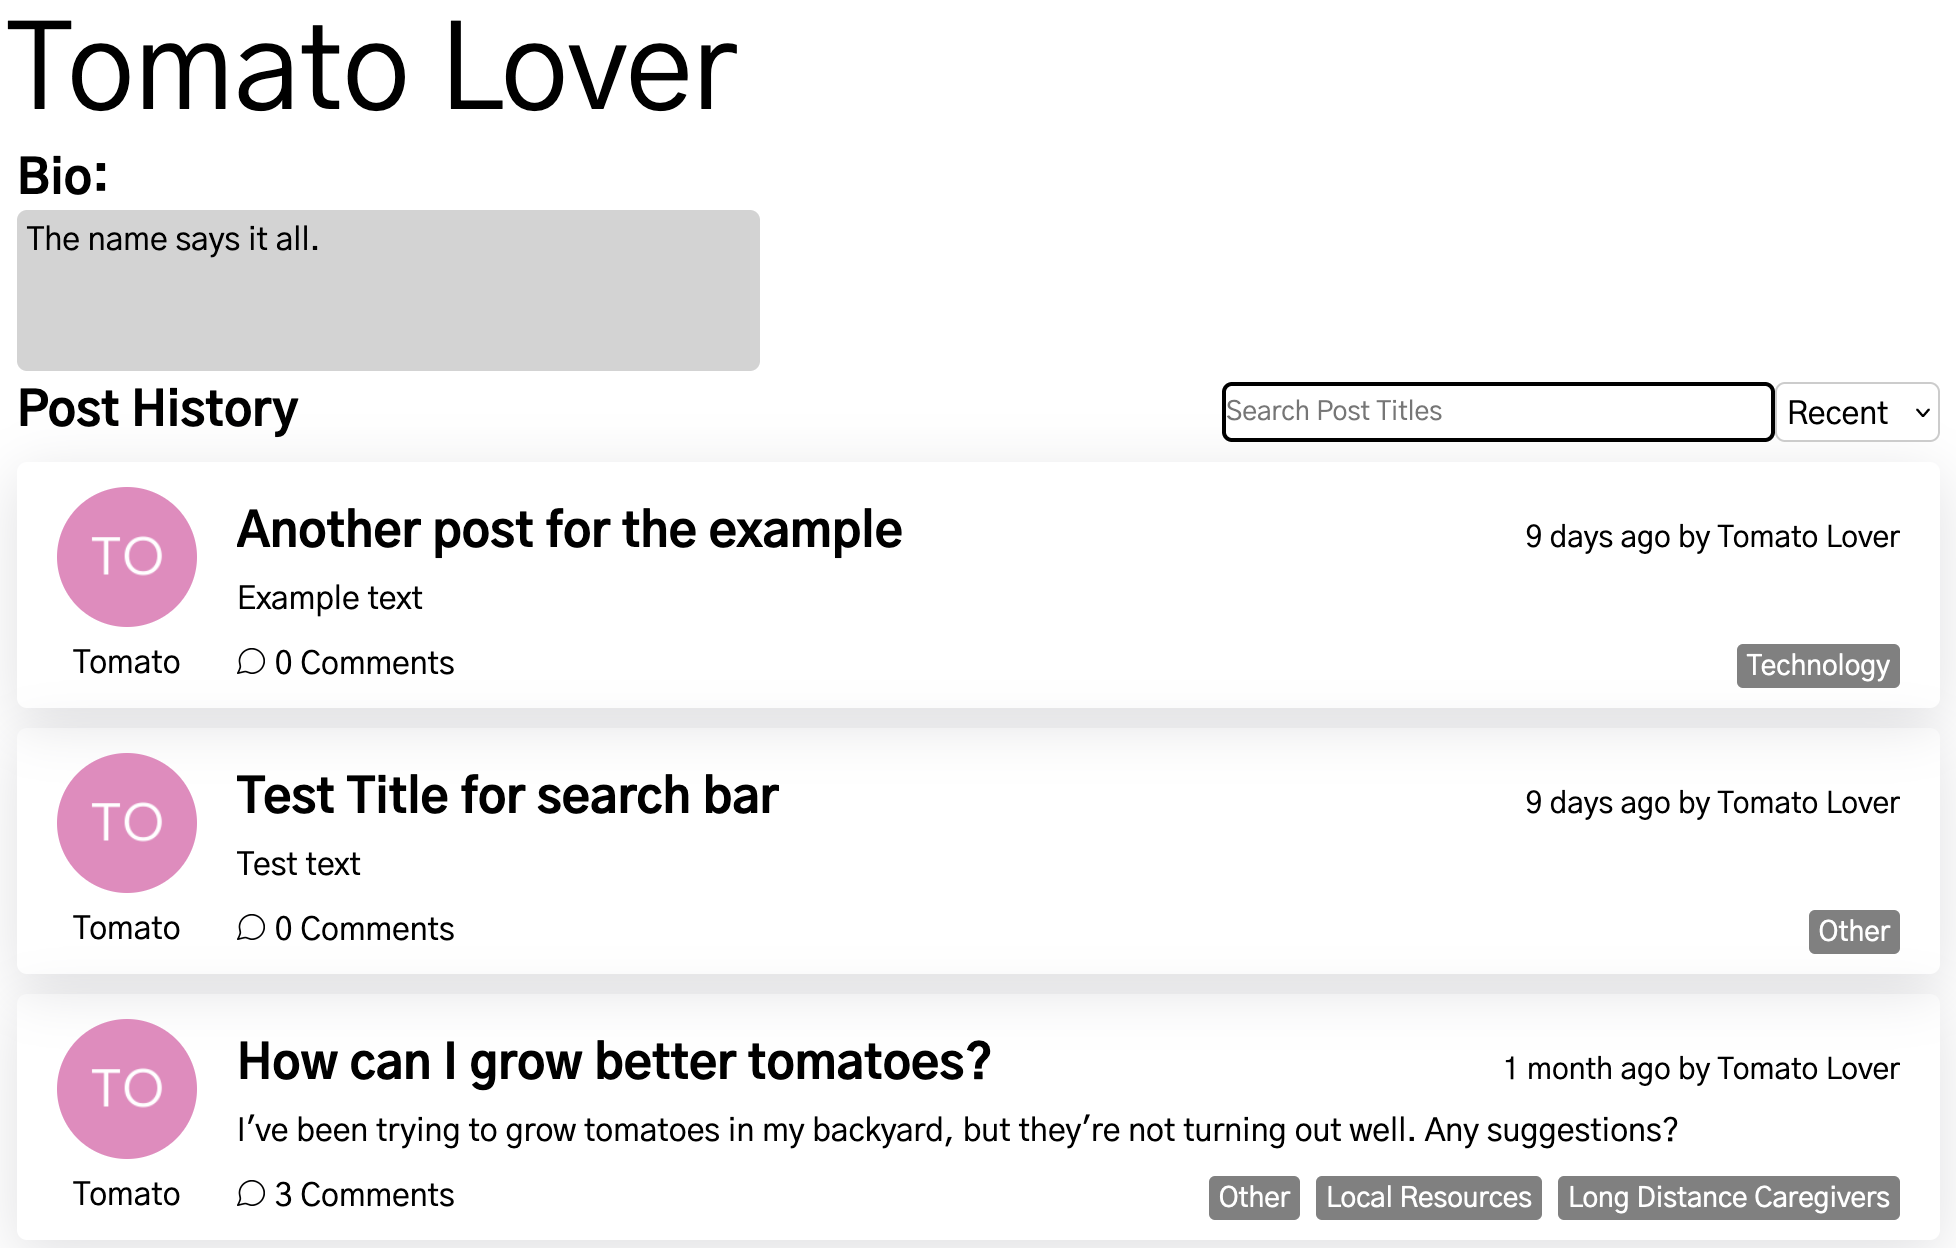 Tomato Lover
Bio:
The name says it all.
Post History
Search Post Titles
Recent
TO
Another post for the example
9 days ago by Tomato Lover
Example text
Tomato
0 Comments
Technology
TO
Test Title for search bar
9 days ago by Tomato Lover
Test text
Tomato
0 Comments
Other
TO
How can I grow better tomatoes?
1 month ago by Tomato Lover
I’ve been trying to grow tomatoes in my backyard, but they’re not turning out well. Any suggestions?
Tomato
3 Comments
Other
Local Resources
Long Distance Caregivers